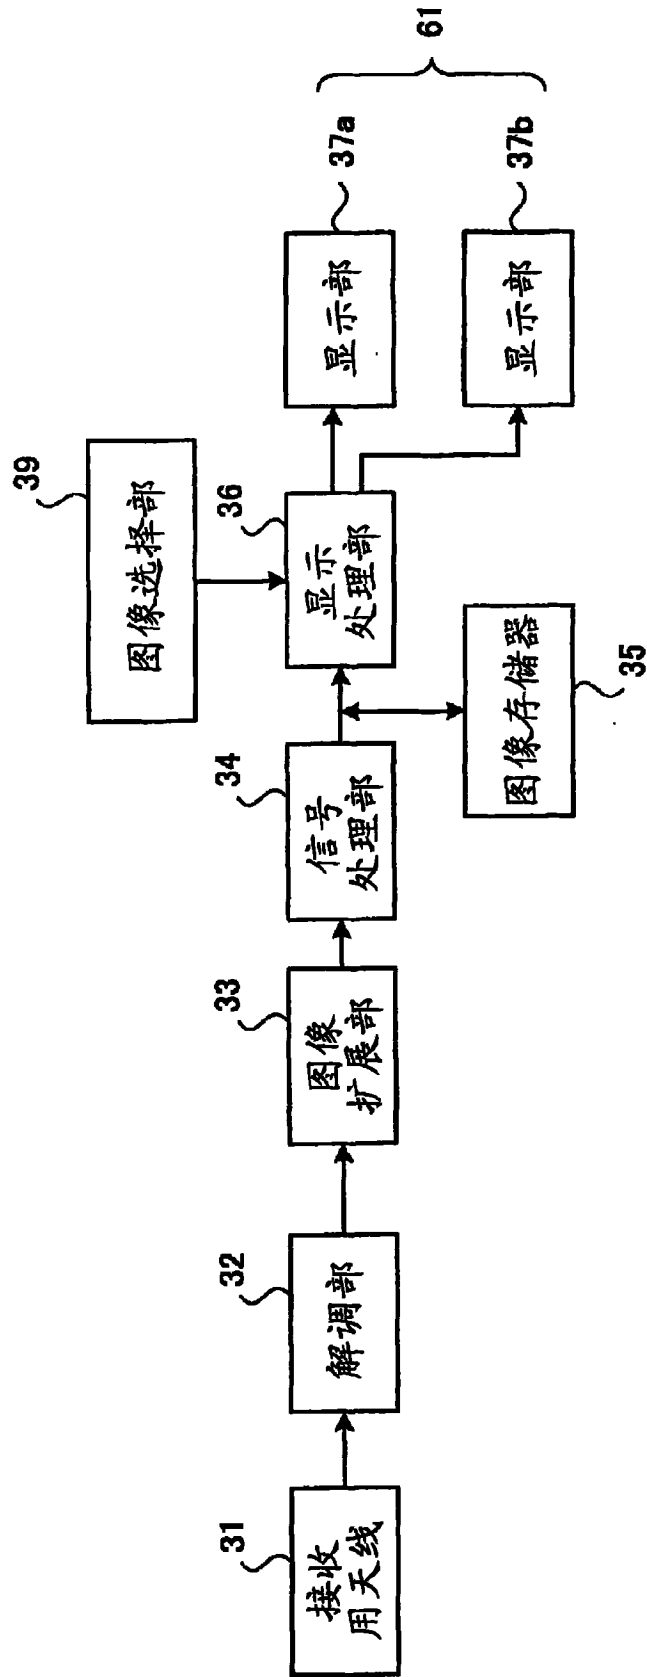 31
接收
用天线
32
解调部
33
图像
扩展部
34
信号
处理部
35
图像存储器
36
显示
处理部
39
图像选择部
37a
显示部
37b
显示部
61